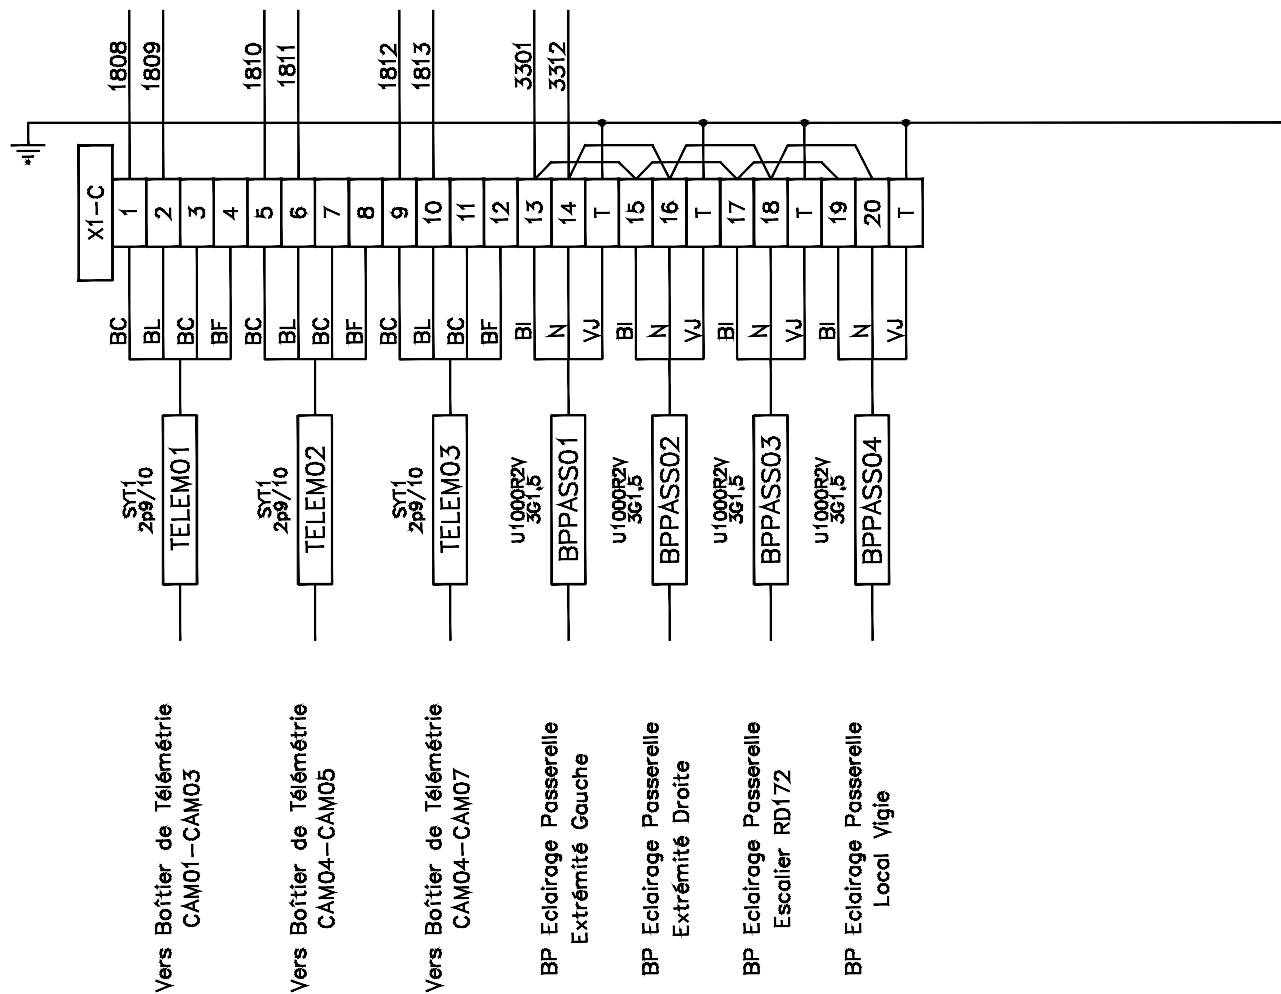 1808
1809
1810
1811
1812
1813
3301
3312
X1-C
1
2
3
4
5
6
7
8
9
10
11
12
13
14
T
15
16
T
17
18
T
19
20
T
BC
BL
BC
BF
BC
BL
BC
BF
BC
BL
BC
BF
BI
N
VJ
BI
N
VJ
BI
N
VJ
BI
N
VJ
SYT1
2p9/10
TELEM01
SYT1
2p9/10
TELEM02
SYT1
2p9/10
TELEM03
U1000R2V
3G1,5
BPPASS01
U1000R2V
3G1,5
BPPASS02
U1000R2V
3G1,5
BPPASS03
U1000R2V
3G1,5
BPPASS04
Vers Boîtier de Télémétrie
CAM01-CAM03
Vers Boîtier de Télémétrie
CAM04-CAM05
Vers Boîtier de Télémétrie
CAM04-CAM07
BP Eclairage Passerelle
Extrémité Gauche
BP Eclairage Passerelle
Extrémité Droite
BP Eclairage Passerelle
Escalier RD172
BP Eclairage Passerelle
Local Vigie